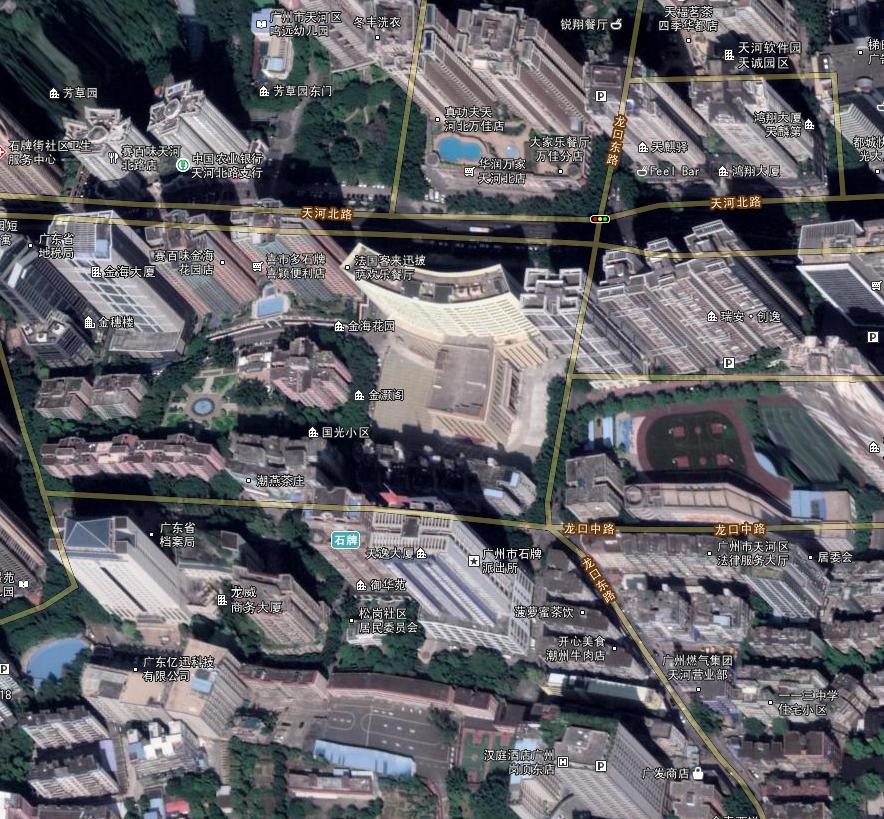 广州市天河区
鸣远幼儿园
冬丰洗衣
锐翔餐厅
天福茗茶
四季华都店
天河软件园
天诚园区
芳草园
芳草园东门
真功夫天
河北万佳店
大家乐餐厅
万佳分店
华润万家
天河北店
龙口东路
天麒驿
鸿翔大厦
天麟第
Feel Bar
鸿翔大厦
石牌街社区卫生
服务中心
赛百味天河
北路店
中国农业银行
天河北路支行
天河北路
天河北路
广东省
地税局
金海大厦
赛百味金海
花园店
喜市多石牌
喜颖便利店
法国客来迅披
萨欢乐餐厅
金穗楼
金海花园
瑞安·创逸
金灏阁
国光小区
潮燕茶庄
广东省
档案局
石牌
天逸大厦
广州市石牌
派出所
龙口中路
龙口中路
广州市天河区
法律服务大厅
居委会
龙口东路
御华苑
龙威
商务大厦
松岗社区
居民委员会
菠萝蜜茶饮
开心美食
潮州牛肉店
广东亿迅科技
有限公司
广州燃气集团
天河营业部
一一三中学
住宅小区
汉庭酒店广州
岗顶东店
广发商店